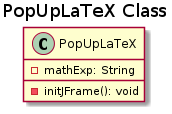 PopUpLaTeX Class
C PopUpLaTeX
mathExp: String
initJFrame(): void